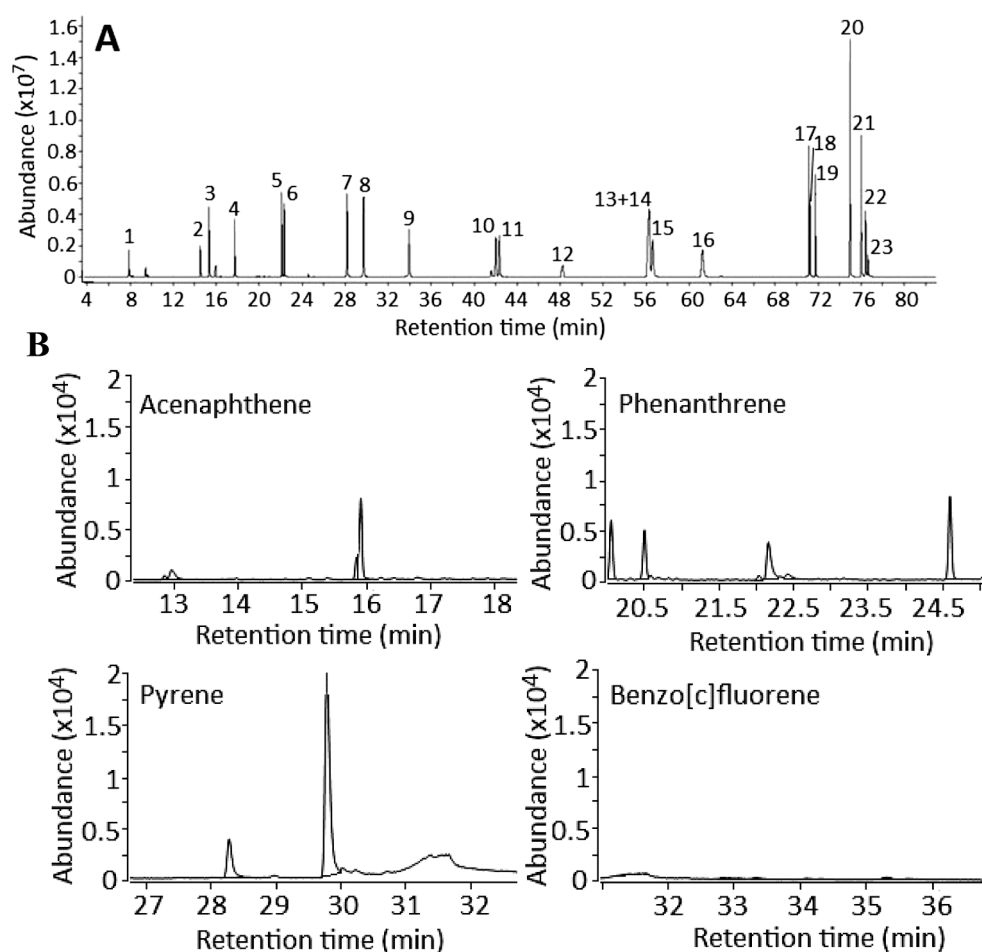 A
Abundance (x10⁷)
1.6
1.4
1.2
1.0
0.8
0.6
0.4
0.2
0
1
2
3
4
5
6
7
8
9
10
11
12
13+14
15
16
17
18
19
20
21
22
23
4 8 12 16 20 24 28 32 36 40 44 48 52 56 60 64 68 72 76 80
Retention time (min)
B
Acenaphthene
Abundance (x10⁴)
2
1.5
1
0.5
0
13 14 15 16 17 18
Retention time (min)
Phenanthrene
Abundance (x10⁴)
2
1.5
1
0.5
0
20.5 21.5 22.5 23.5 24.5
Retention time (min)
Pyrene
Abundance (x10⁴)
2
1.5
1
0.5
0
27 28 29 30 31 32
Retention time (min)
Benzo[c]fluorene
Abundance (x10⁴)
2
1.5
1
0.5
0
32 33 34 35 36
Retention time (min)